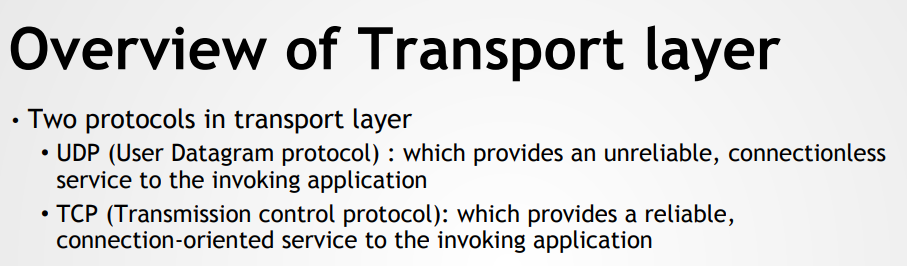 Overview of Transport layer
• Two protocols in transport layer
• UDP (User Datagram protocol) : which provides an unreliable, connectionless
service to the invoking application
• TCP (Transmission control protocol): which provides a reliable,
connection-oriented service to the invoking application